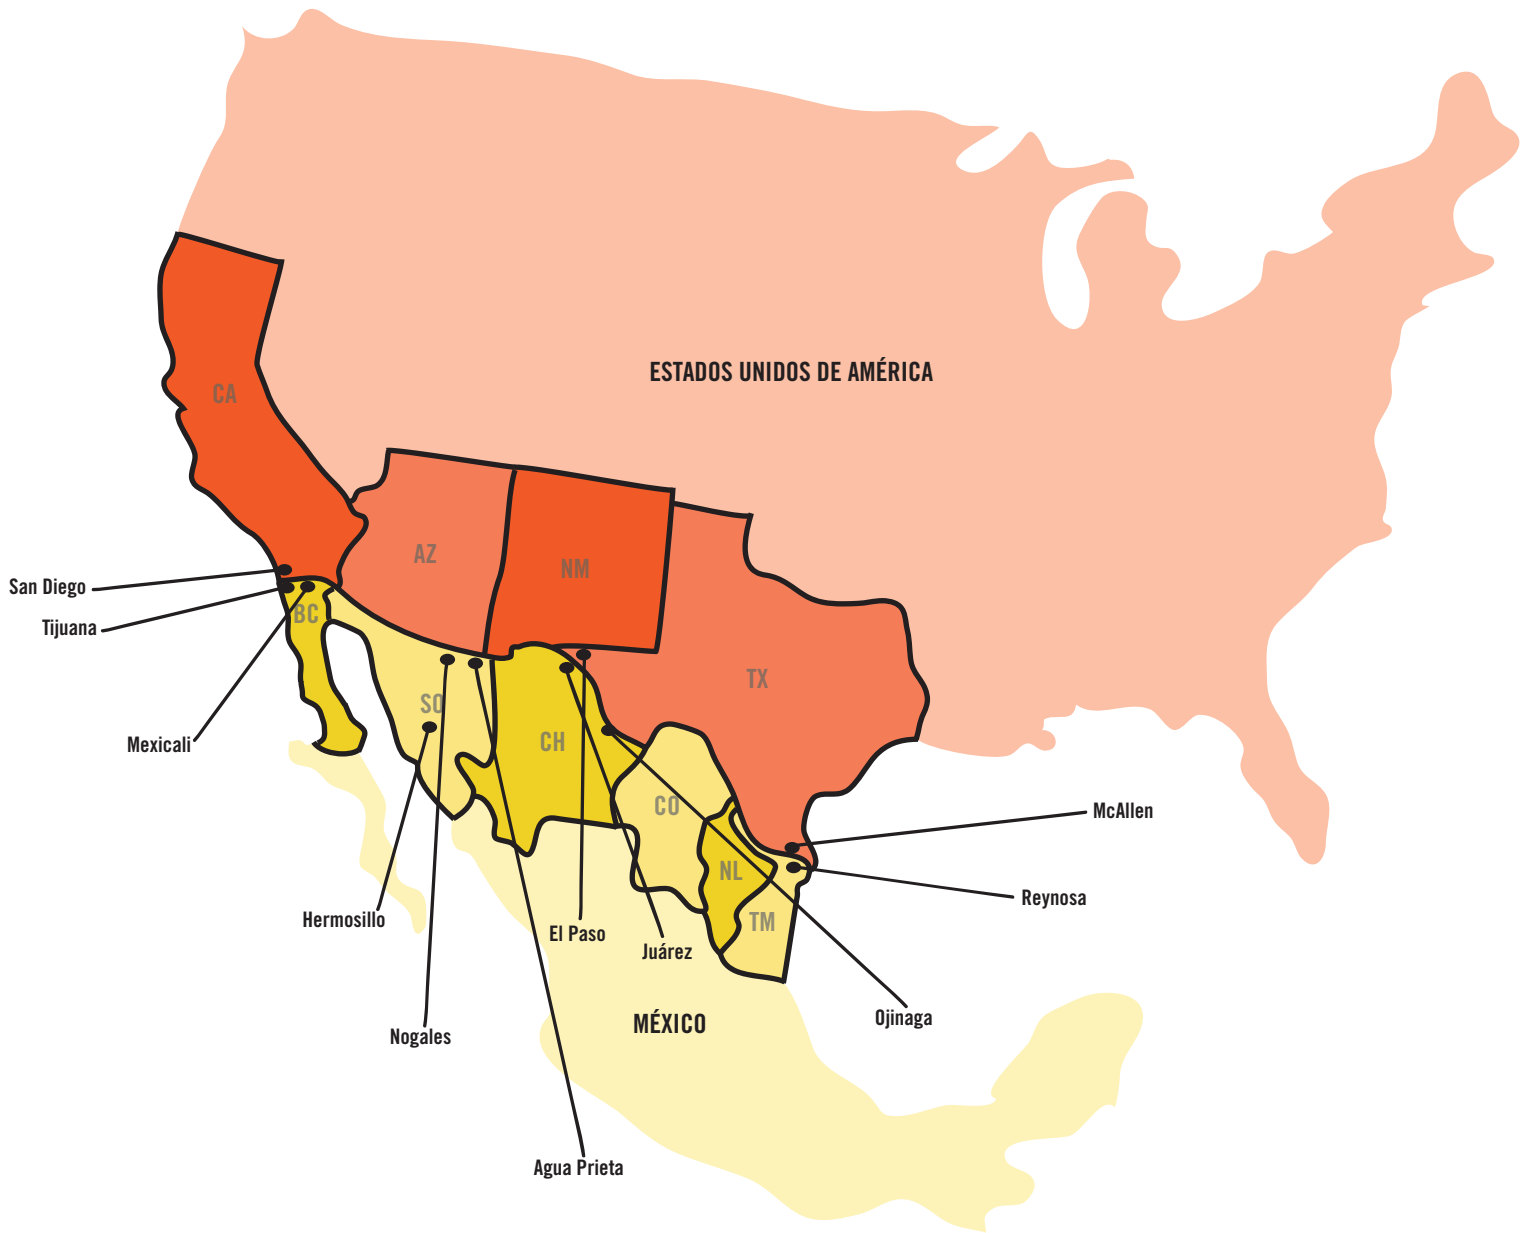 ESTADOS UNIDOS DE AMÉRICA
CA
AZ
NM
San Diego
BC
Tijuana
TX
SO
CH
Mexicali
CO
McAllen
NL
Reynosa
Hermosillo
TM
El Paso
Juárez
Ojinaga
MÉXICO
Nogales
Agua Prieta